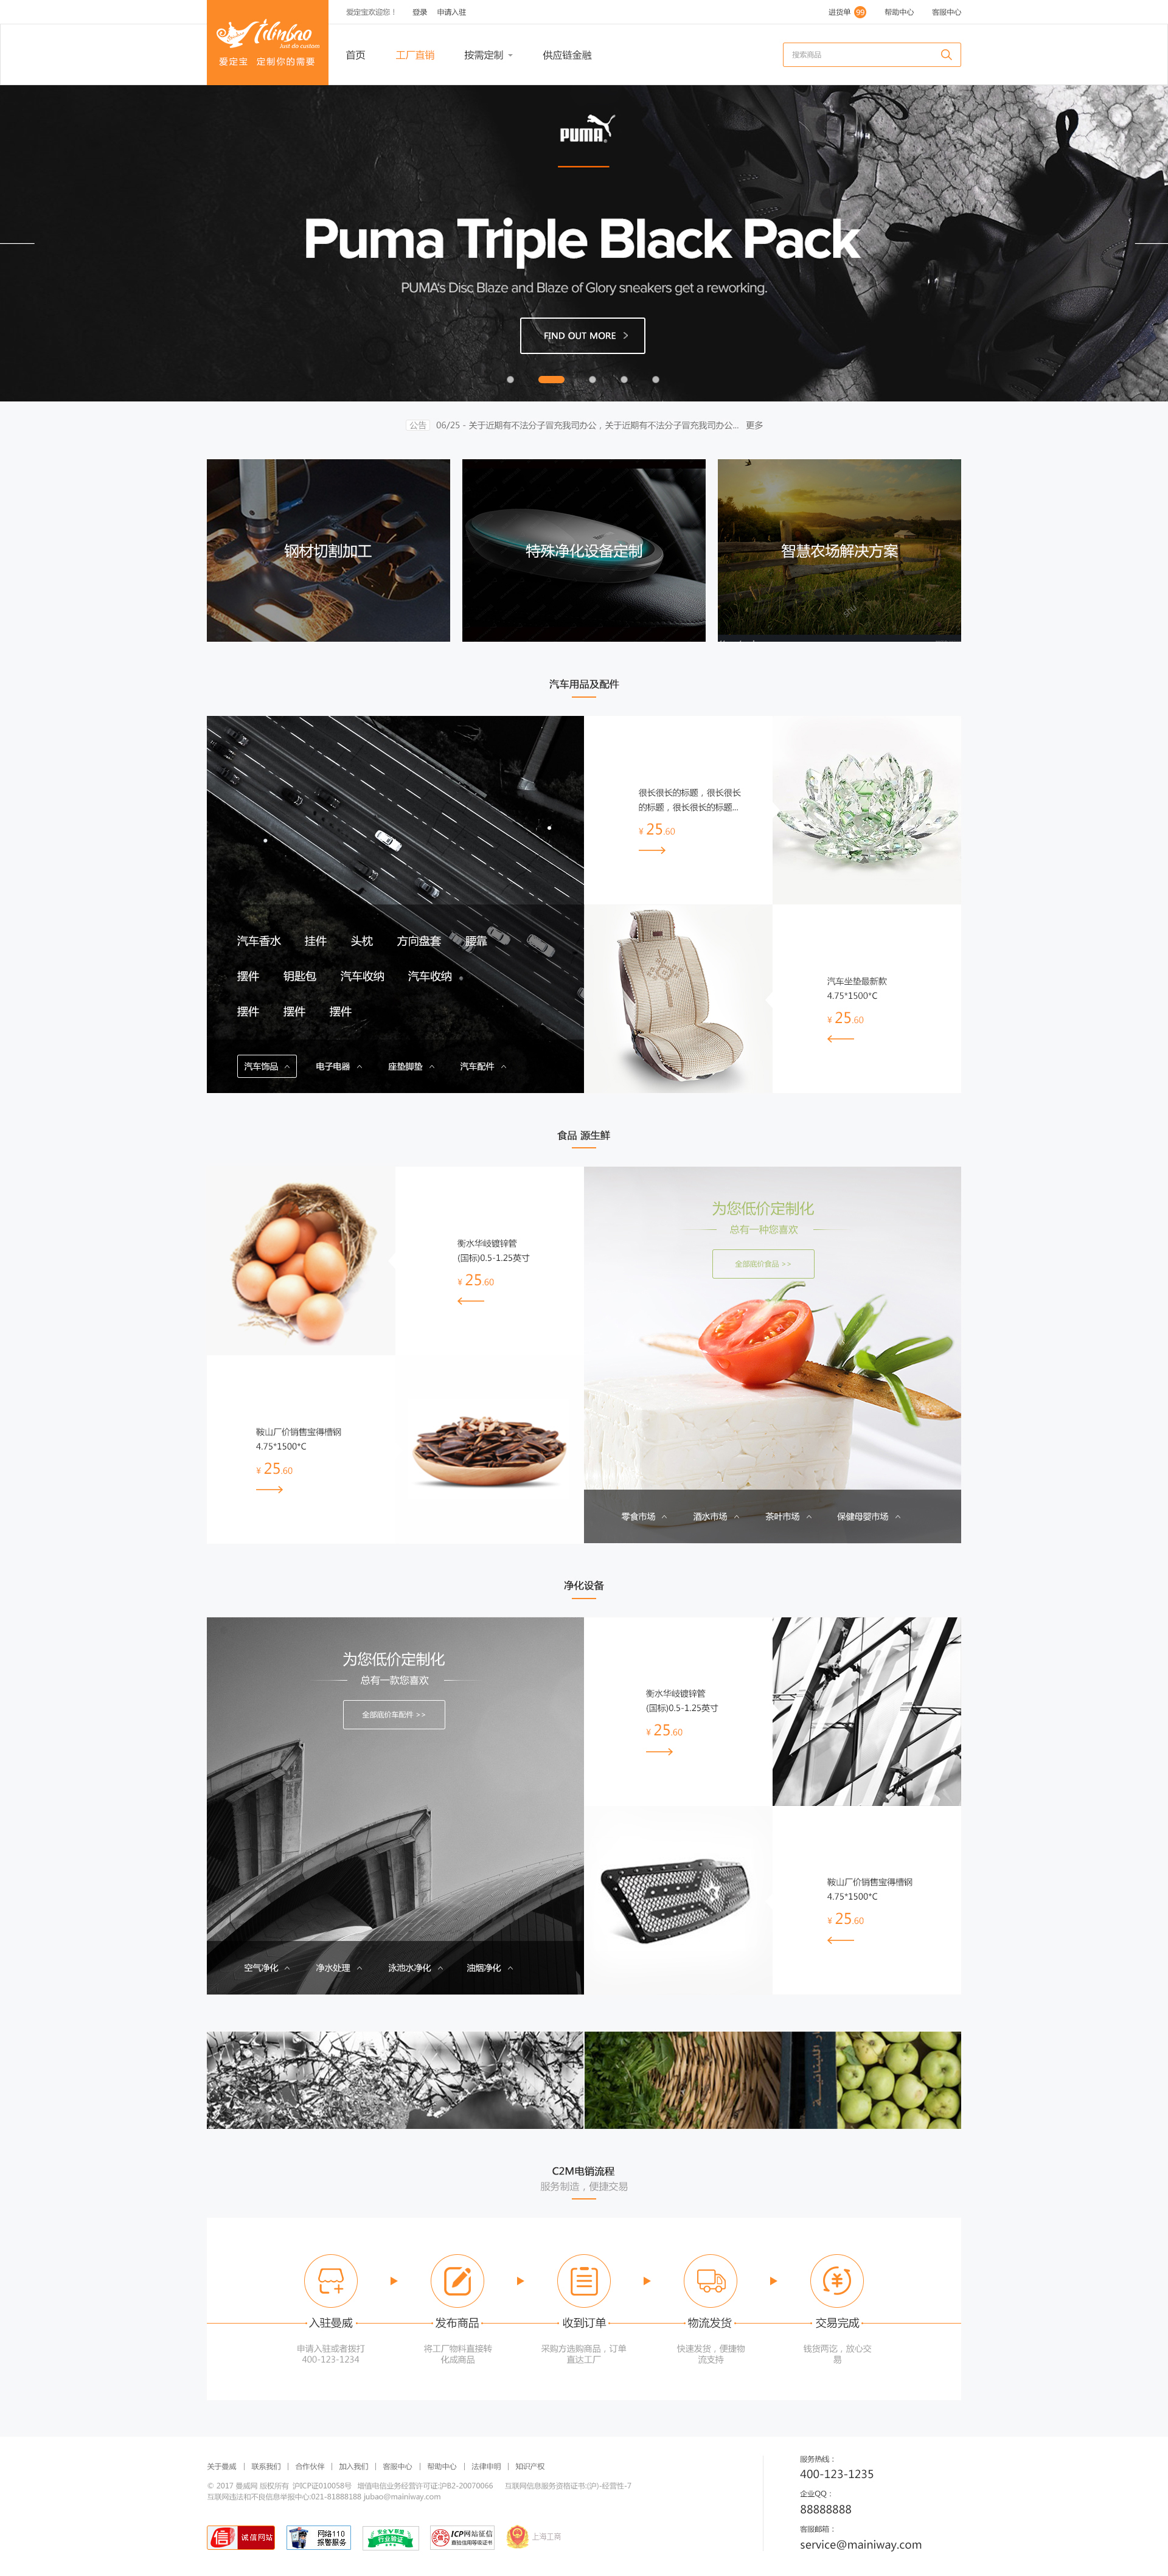 爱定宝欢迎您！ 登录 申请入驻
进货单 99 帮助中心 客服中心
just do custom
爱定宝 定制你的需要
首页 工厂直销 按需定制 供应链金融
搜索商品
PUMA
Puma Triple Black Pack
PUMA's Disc Blaze and Blaze of Glory sneakers get a reworking.
FIND OUT MORE
公告 06/25 - 关于近期有不法分子冒充我司办公，关于近期有不法分子冒充我司办公... 更多
钢材切割加工
特殊净化设备定制
智慧农场解决方案
汽车用品及配件
很长很长的标题，很长很长
的标题，很长很长的标题...
¥ 25.60
汽车香水 挂件 头枕 方向盘套 腰靠
摆件 钥匙包 汽车收纳 汽车收纳
摆件 摆件 摆件
汽车饰品 电子电器 座垫脚垫 汽车配件
汽车坐垫最新款
4.75*1500*C
¥ 25.60
食品 源生鲜
衡水华岐镀锌管
(国标)0.5-1.25英寸
¥ 25.60
鞍山厂价销售宝得槽钢
4.75*1500*C
¥ 25.60
为您低价定制化
总有一种您喜欢
全部底价食品 >>
零食市场 酒水市场 茶叶市场 保健母婴市场
净化设备
为您低价定制化
总有一款您喜欢
全部底价车配件 >>
空气净化 净水处理 泳池水净化 油烟净化
衡水华岐镀锌管
(国标)0.5-1.25英寸
¥ 25.60
鞍山厂价销售宝得槽钢
4.75*1500*C
¥ 25.60
C2M电销流程
服务制造，便捷交易
入驻曼威
申请入驻或者拨打
400-123-1234
发布商品
将工厂物料直接转
化成商品
收到订单
采购方选购商品，订单
直达工厂
物流发货
快速发货，便捷物
流支持
交易完成
钱货两讫，放心交
易
关于曼威 | 联系我们 | 合作伙伴 | 加入我们 | 客服中心 | 帮助中心 | 法律申明 | 知识产权
© 2017 曼威网 版权所有 沪ICP证010058号 增值电信业务经营许可证:沪B2-20070066 互联网信息服务资格证书:(沪)-经营性-7
互联网违法和不良信息举报中心:021-81888188 jubao@mainiway.com
诚信网站
网络110
报警服务
行业验证
ICP网站征信
上海工商
服务热线：
400-123-1235
企业QQ：
88888888
客服邮箱：
service@mainiway.com